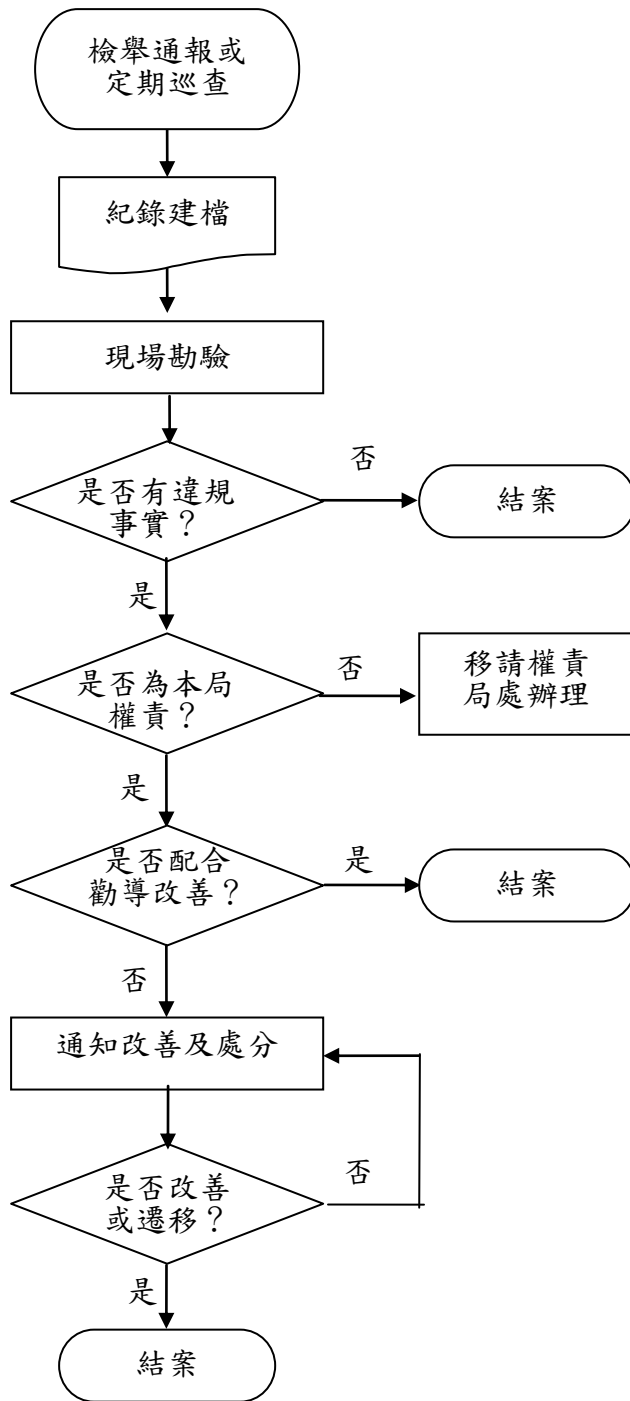 檢舉通報或
定期巡查
紀錄建檔
現場勘驗
是否有違規
事實？
否
結案
是
是否為本局
權責？
否
移請權責
局處辦理
是
是否配合
勸導改善？
是
結案
否
通知改善及處分
是否改善
或遷移？
否
是
結案